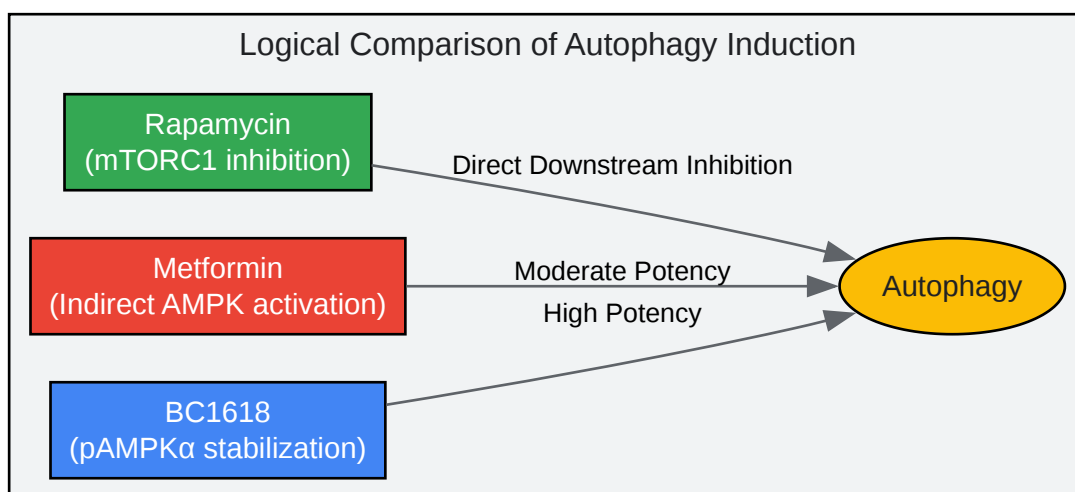 Logical Comparison of Autophagy Induction
Rapamycin
(mTORC1 inhibition)
Direct Downstream Inhibition
Metformin
(Indirect AMPK activation)
Moderate Potency
High Potency
Autophagy
BC1618
(pAMPKα stabilization)